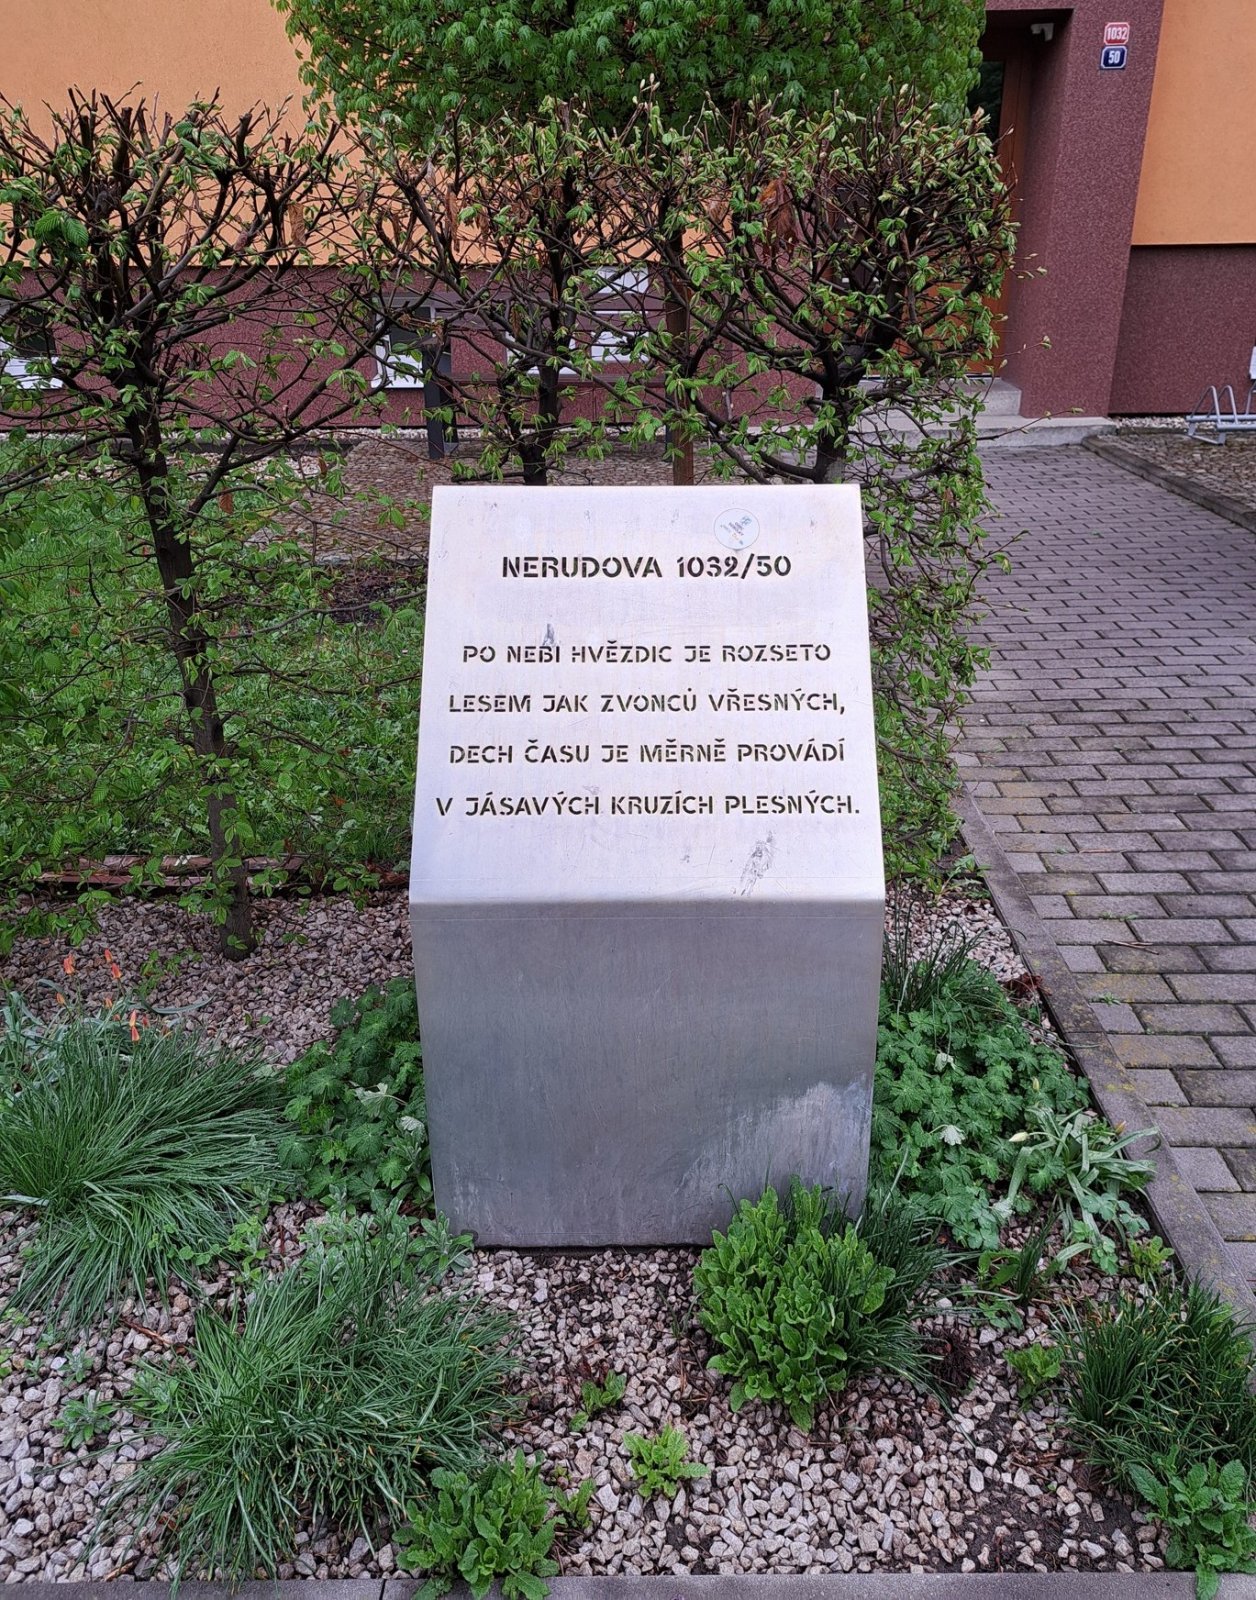 1032
50
NERUDOVA 1032/50
PO NEBI HVĚZDIC JE ROZSETO
LESEM JAK ZVONCŮ VŘESNÝCH,
DECH ČASU JE MĚRNĚ PROVÁDÍ
V JÁSAVÝCH KRUZÍCH PLESNÝCH.